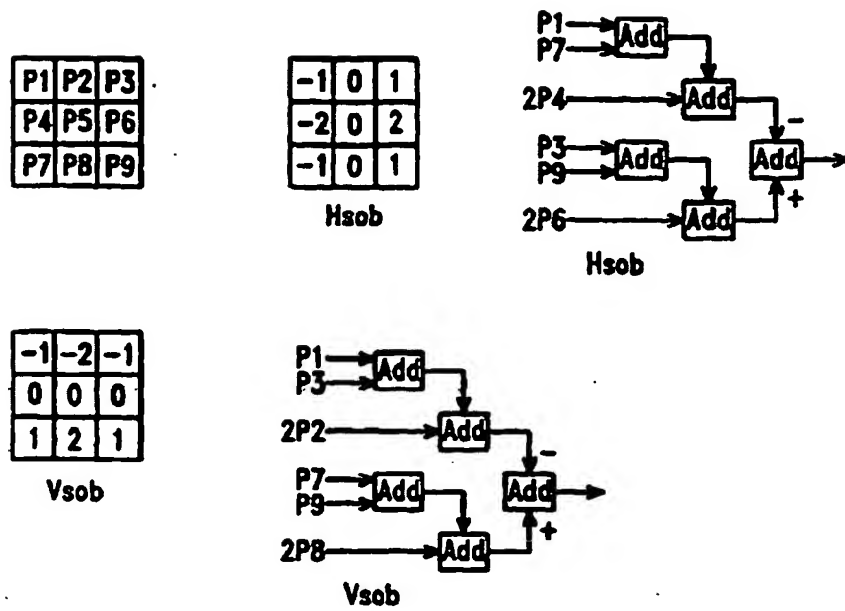 P1 P2 P3
P4 P5 P6
P7 P8 P9
-1 0 1
-2 0 2
-1 0 1
Hsob
P1
P7
Add
2P4
Add
-
P3
P9
Add
Add
2P6
Add
+
Hsob
-1 -2 -1
0 0 0
1 2 1
Vsob
P1
P3
Add
2P2
Add
-
P7
P9
Add
Add
2P8
Add
+
Vsob